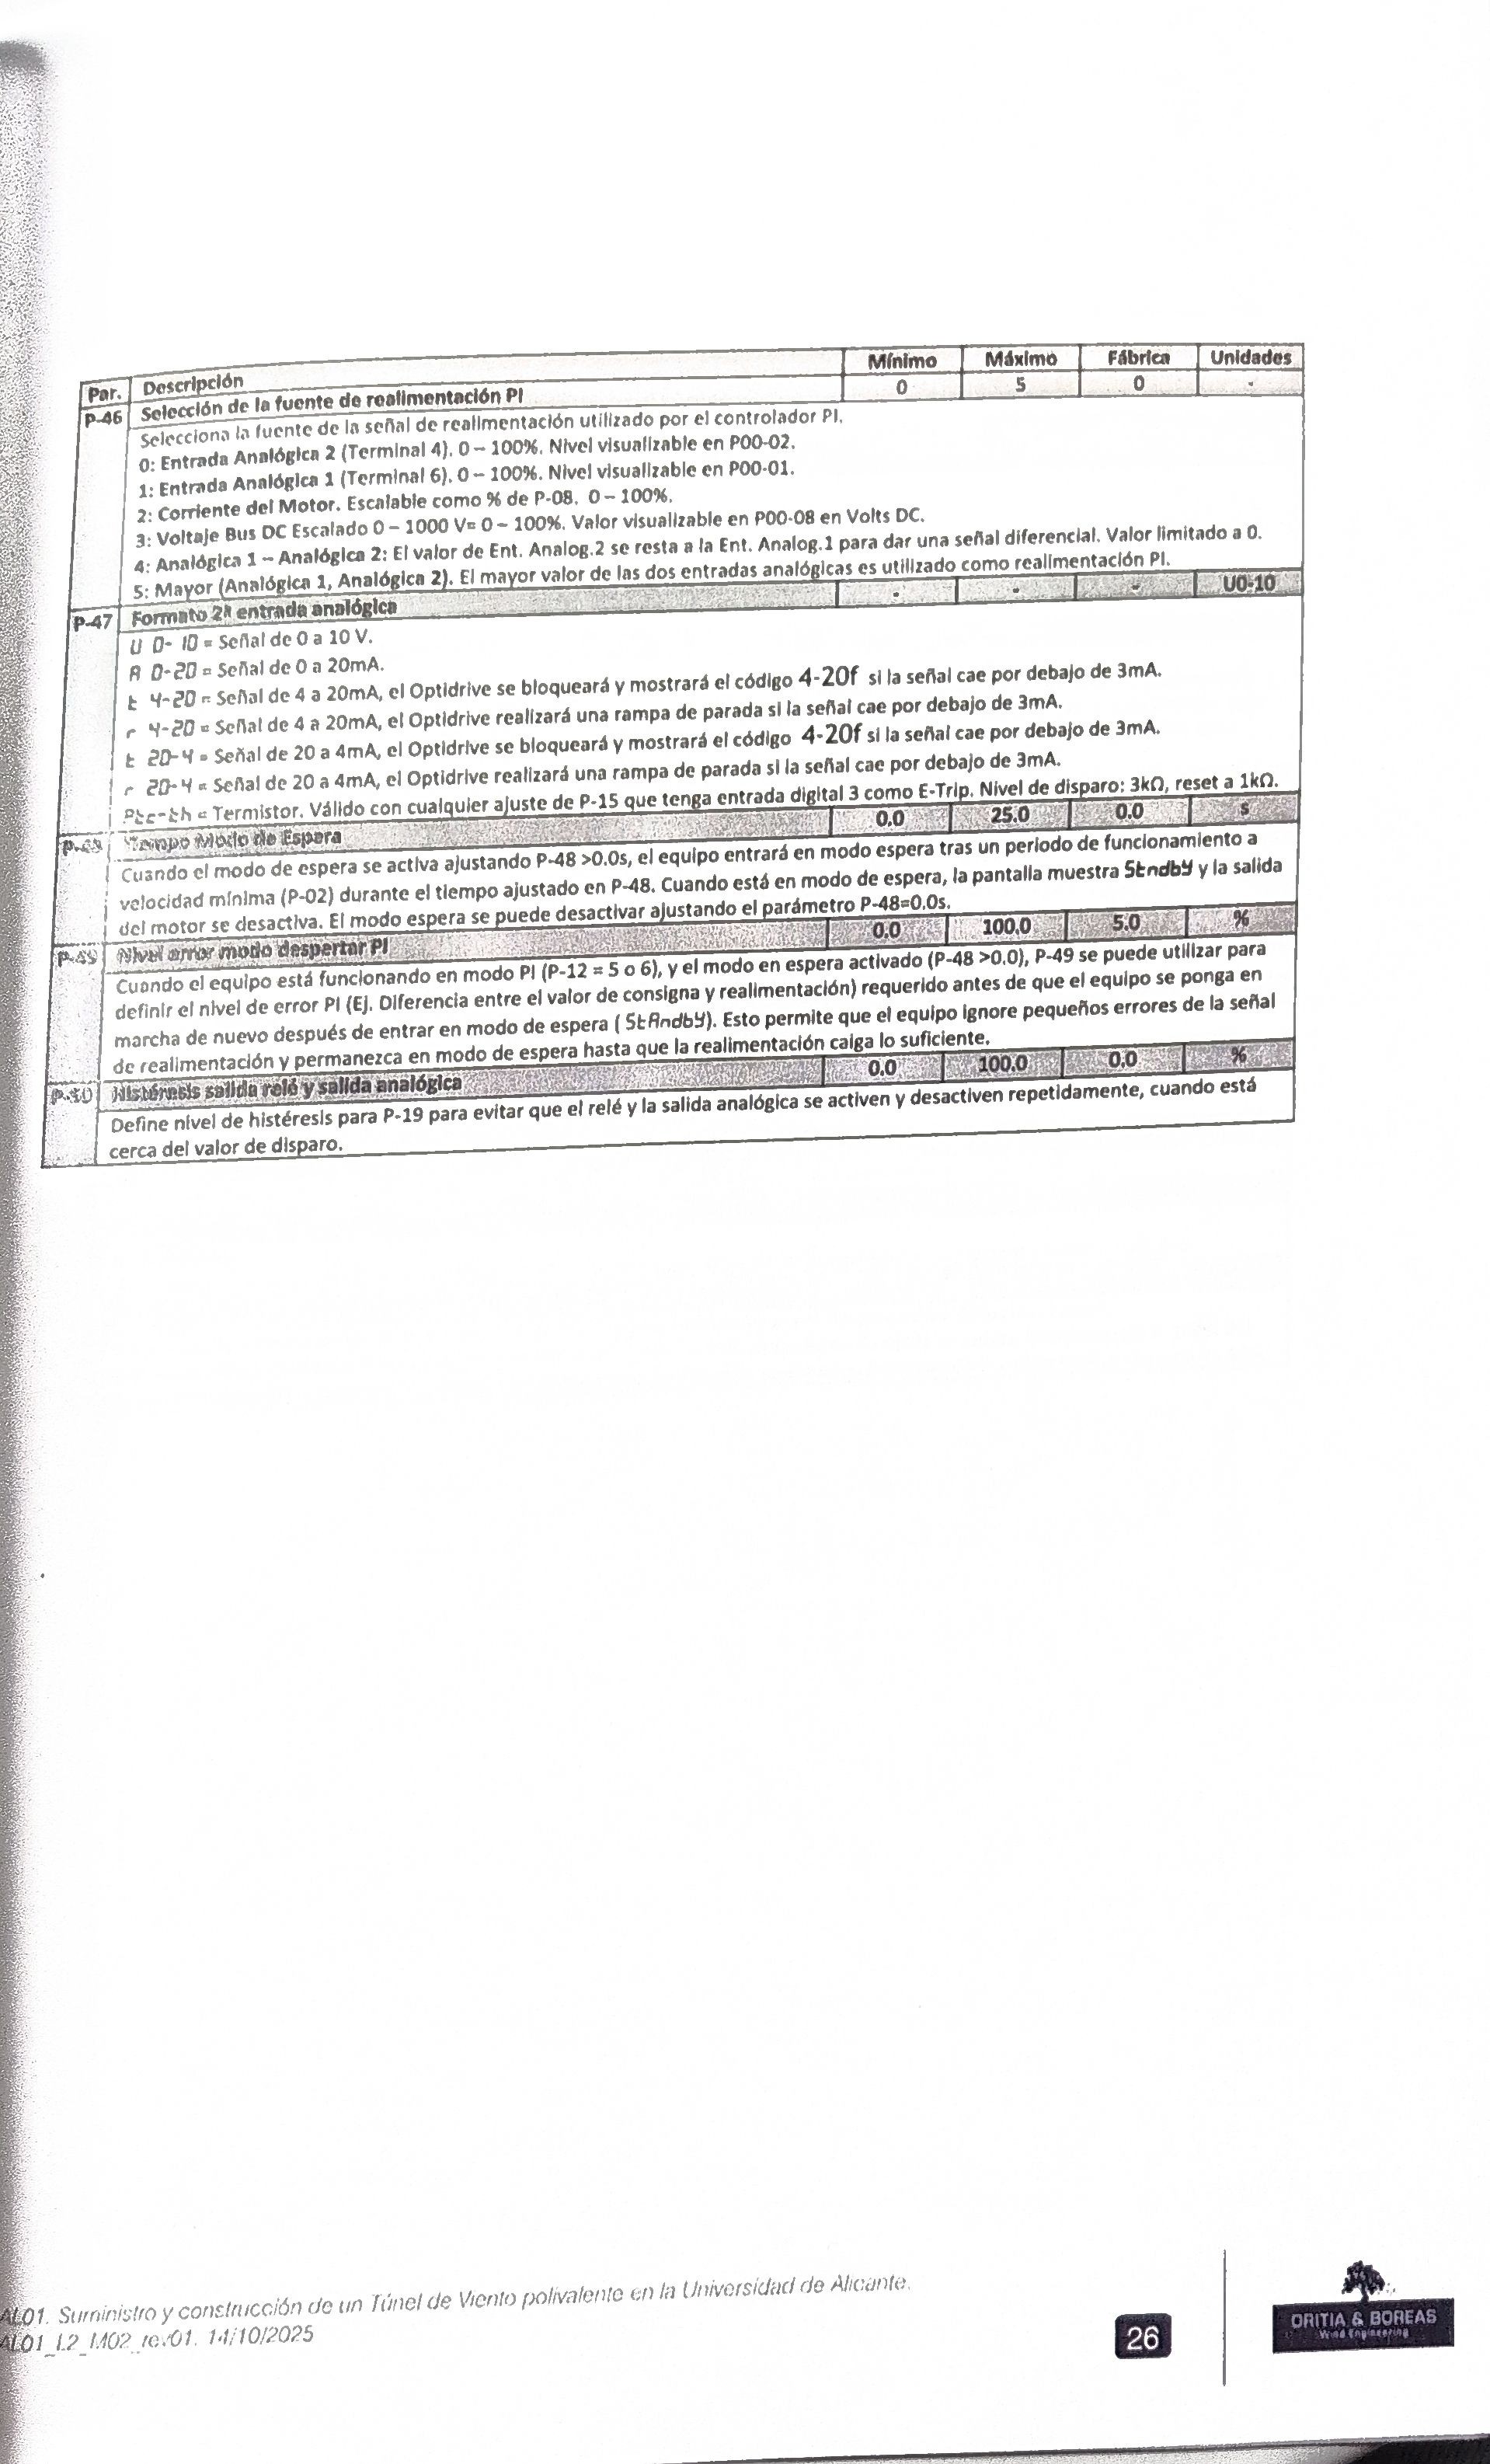 Par. Descripción Mínimo Máximo Fábrica Unidades
P-46 Selección de la fuente de realimentación PI 0 5 0 -
Selecciona la fuente de la señal de realimentación utilizado por el controlador PI.
0: Entrada Analógica 2 (Terminal 4). 0 – 100%. Nivel visualizable en P00-02.
1: Entrada Analógica 1 (Terminal 6). 0 – 100%. Nivel visualizable en P00-01.
2: Corriente del Motor. Escalable como % de P-08. 0 – 100%.
3: Voltaje Bus DC Escalado 0 – 1000 V= 0 – 100%. Valor visualizable en P00-08 en Volts DC.
4: Analógica 1 – Analógica 2: El valor de Ent. Analog.2 se resta a la Ent. Analog.1 para dar una señal diferencial. Valor limitado a 0.
5: Mayor (Analógica 1, Analógica 2). El mayor valor de las dos entradas analógicas es utilizado como realimentación PI.
P-47 Formato 2ª entrada analógica - - - U0-10
U 0- 10 = Señal de 0 a 10 V.
A 0-20 = Señal de 0 a 20mA.
t 4-20 = Señal de 4 a 20mA, el Optidrive se bloqueará y mostrará el código 4-20f si la señal cae por debajo de 3mA.
r 4-20 = Señal de 4 a 20mA, el Optidrive realizará una rampa de parada si la señal cae por debajo de 3mA.
t 20-4 = Señal de 20 a 4mA, el Optidrive se bloqueará y mostrará el código 4-20f si la señal cae por debajo de 3mA.
r 20-4 = Señal de 20 a 4mA, el Optidrive realizará una rampa de parada si la señal cae por debajo de 3mA.
Ptc-th = Termistor. Válido con cualquier ajuste de P-15 que tenga entrada digital 3 como E-Trip. Nivel de disparo: 3kΩ, reset a 1kΩ.
P-48 Tiempo Modo de Espera 0.0 25.0 0.0 s
Cuando el modo de espera se activa ajustando P-48 >0.0s, el equipo entrará en modo espera tras un periodo de funcionamiento a
velocidad mínima (P-02) durante el tiempo ajustado en P-48. Cuando está en modo de espera, la pantalla muestra Stndby y la salida
del motor se desactiva. El modo espera se puede desactivar ajustando el parámetro P-48=0.0s.
P-49 Nivel error modo despertar PI 0.0 100.0 5.0 %
Cuando el equipo está funcionando en modo PI (P-12 = 5 o 6), y el modo en espera activado (P-48 >0.0), P-49 se puede utilizar para
definir el nivel de error PI (Ej. Diferencia entre el valor de consigna y realimentación) requerido antes de que el equipo se ponga en
marcha de nuevo después de entrar en modo de espera ( StAndby). Esto permite que el equipo ignore pequeños errores de la señal
de realimentación y permanezca en modo de espera hasta que la realimentación caiga lo suficiente.
P-50 Histéresis salida relé y salida analógica 0.0 100.0 0.0 %
Define nivel de histéresis para P-19 para evitar que el relé y la salida analógica se activen y desactiven repetidamente, cuando está
cerca del valor de disparo.
AL01. Suministro y construcción de un Túnel de Viento polivalente en la Universidad de Alicante.
AL01_L2_M02_rev01. 14/10/2025
26
ORITIA & BOREAS
Wind Engineering